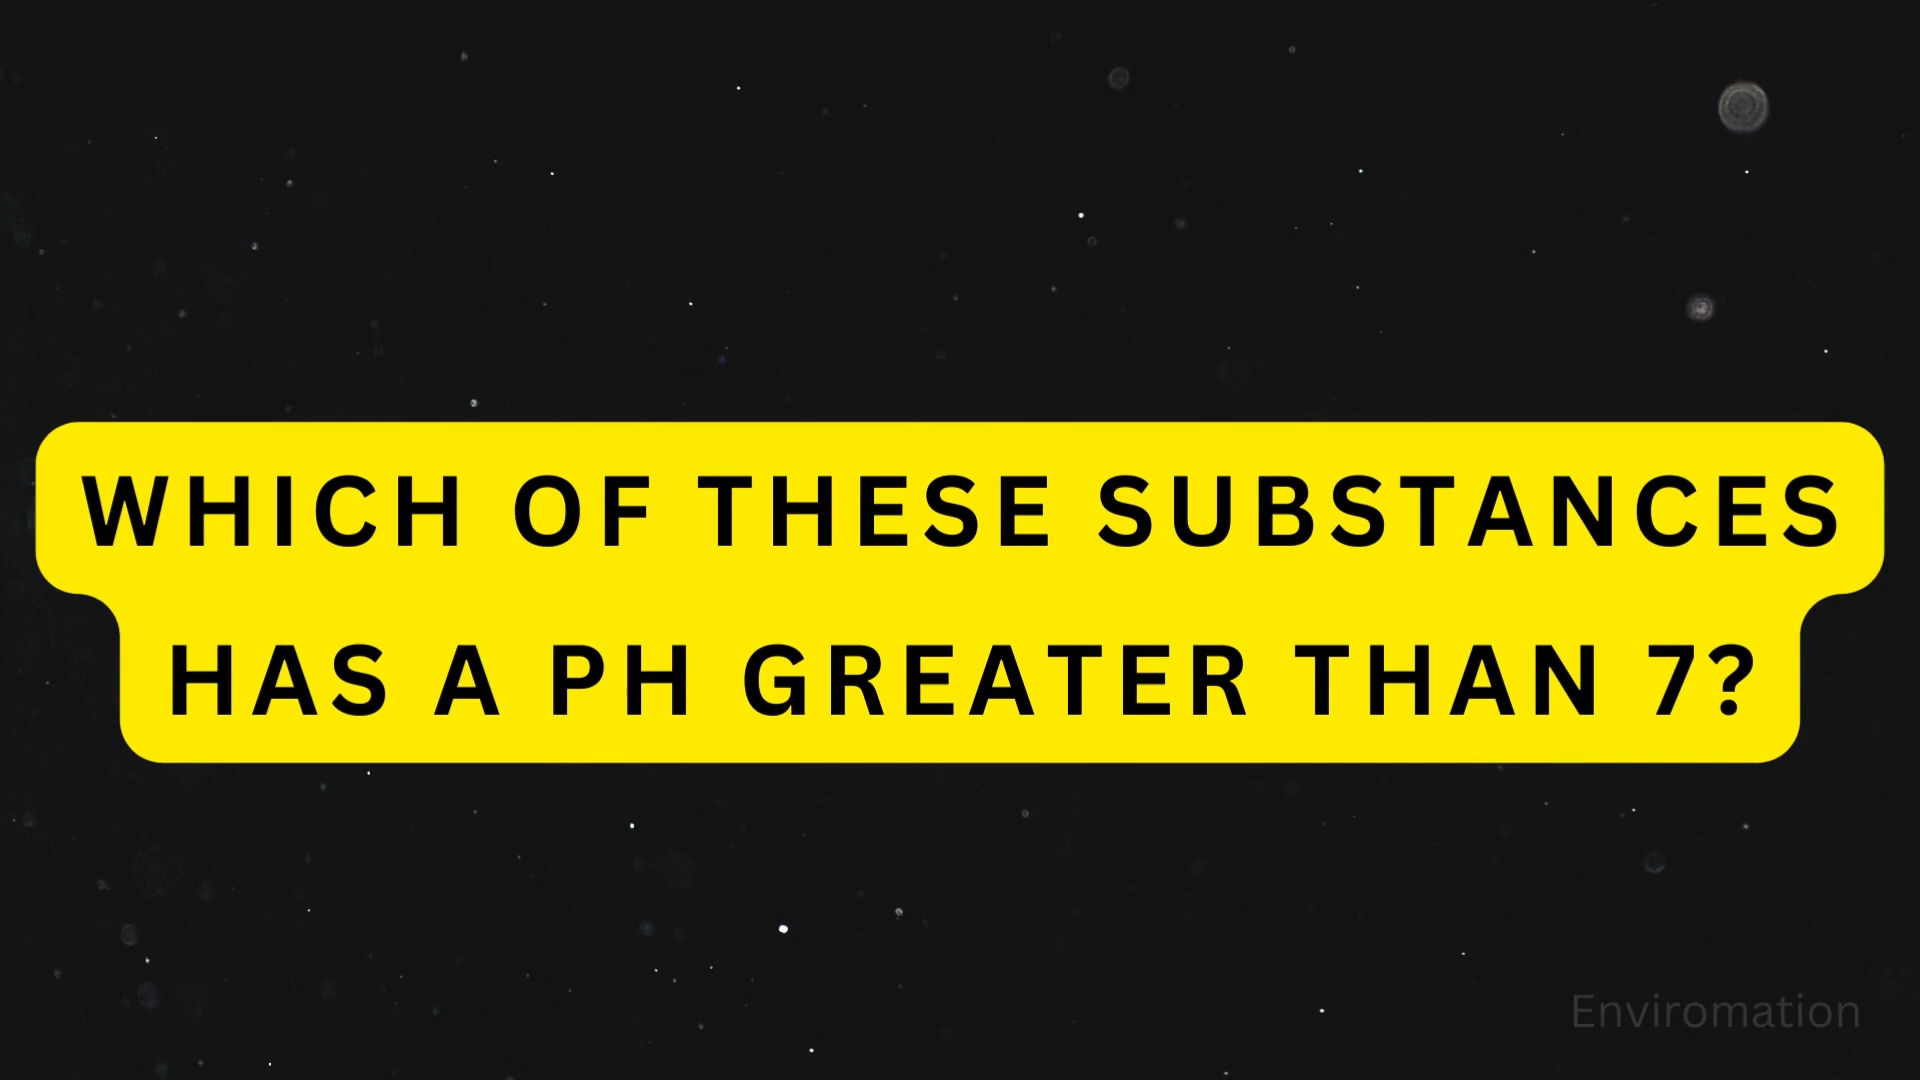 WHICH OF THESE SUBSTANCES
HAS A PH GREATER THAN 7?
Enviromation